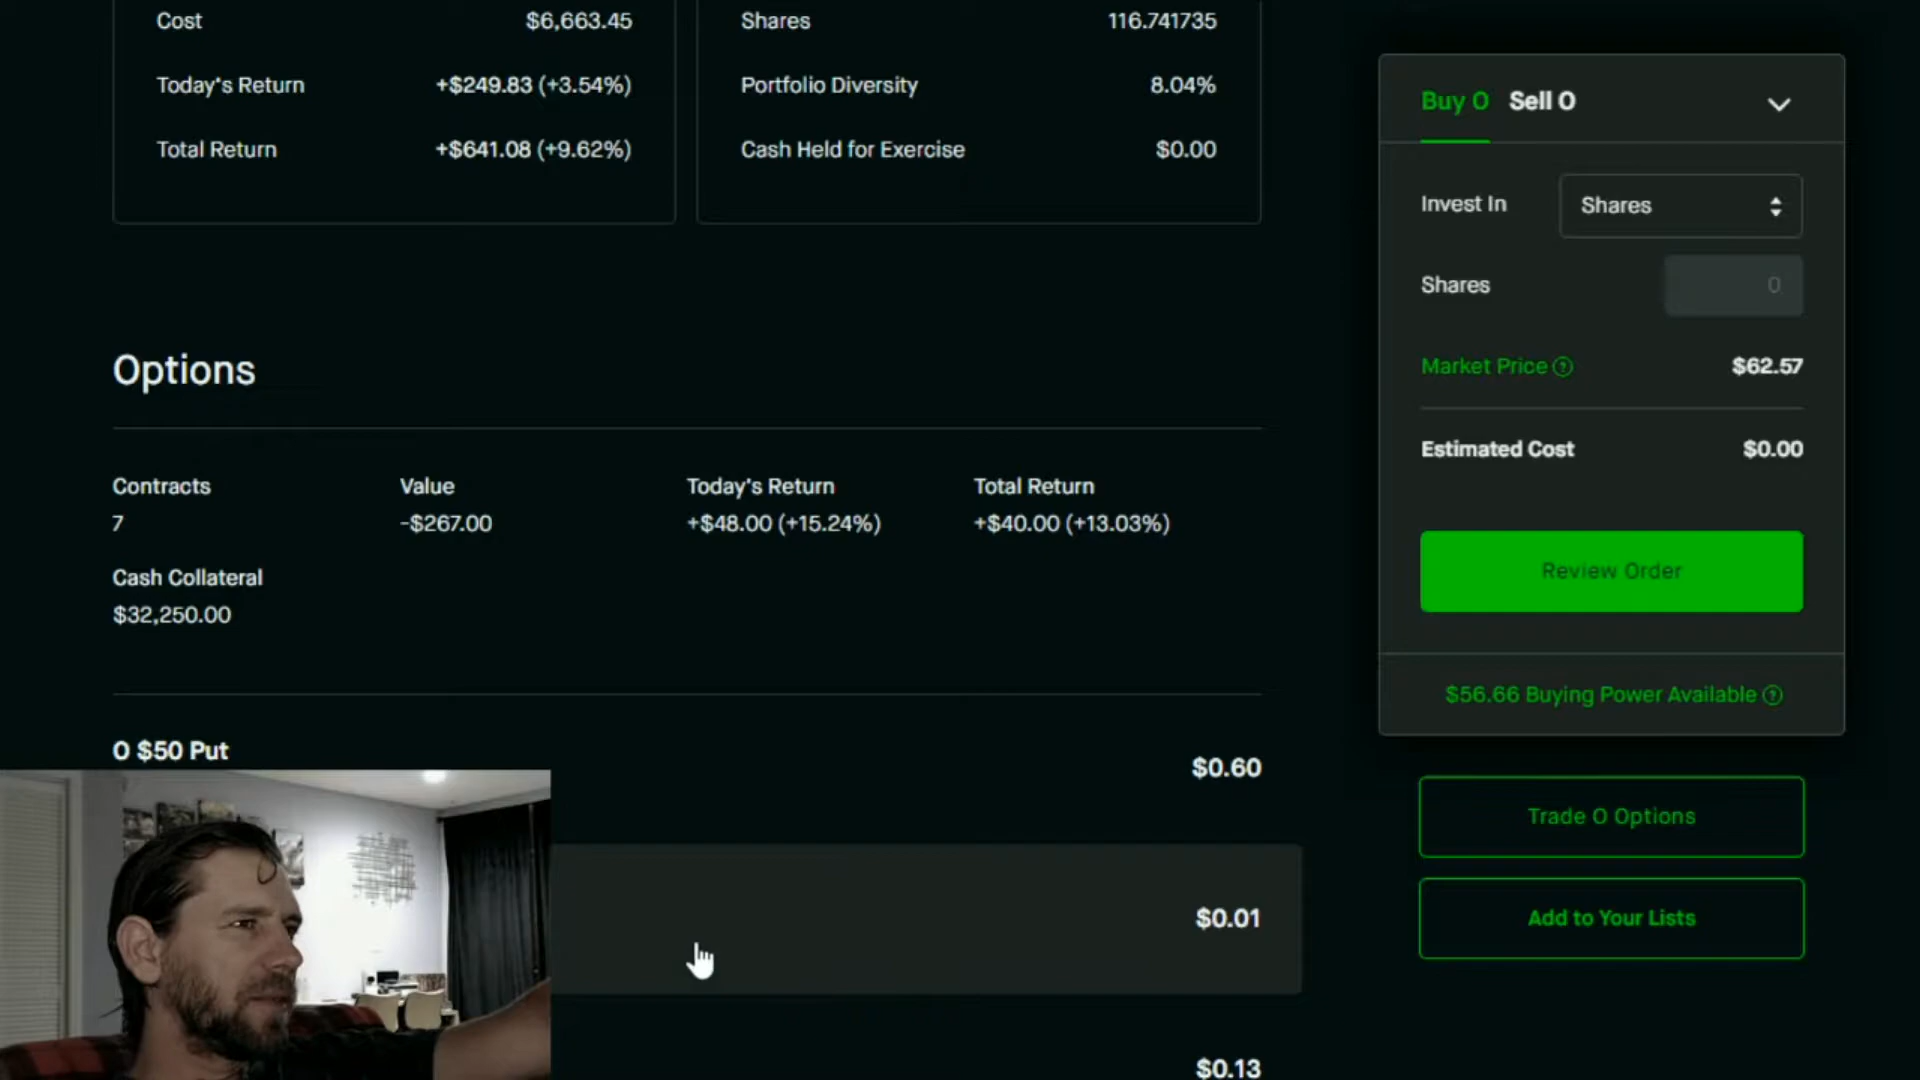 Cost $6,663.45
Today's Return +$249.83 (+3.54%)
Total Return +$641.08 (+9.62%)
Shares 116.741735
Portfolio Diversity 8.04%
Cash Held for Exercise $0.00
Options
Contracts Value Today's Return Total Return
7 -$267.00 +$48.00 (+15.24%) +$40.00 (+13.03%)
Cash Collateral
$32,250.00
O $50 Put
$0.60
$0.01
$0.13
Buy O Sell O
Invest In Shares
Shares 0
Market Price ? $62.57
Estimated Cost $0.00
Review Order
$56.66 Buying Power Available ?
Trade O Options
Add to Your Lists